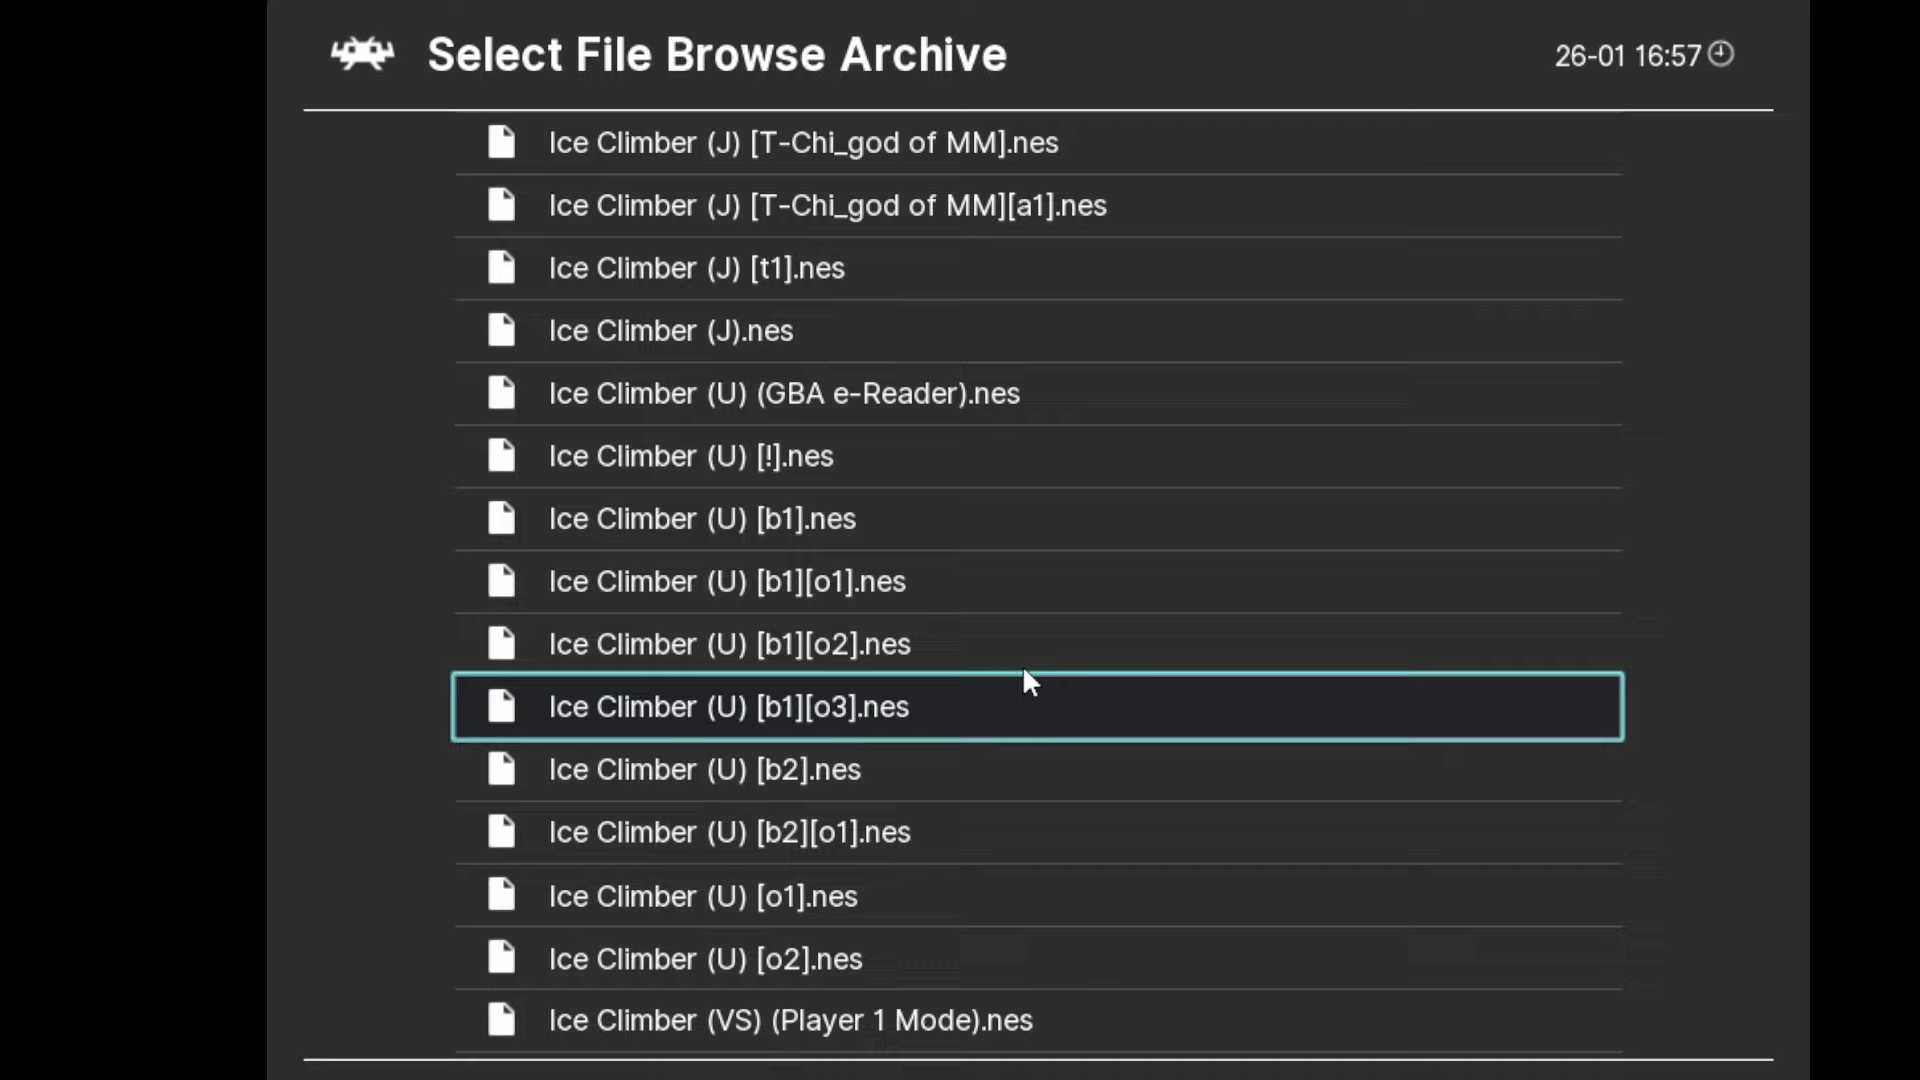 Select File Browse Archive
26-01 16:57
Ice Climber (J) [T-Chi_god of MM].nes
Ice Climber (J) [T-Chi_god of MM][a1].nes
Ice Climber (J) [t1].nes
Ice Climber (J).nes
Ice Climber (U) (GBA e-Reader).nes
Ice Climber (U) [!].nes
Ice Climber (U) [b1].nes
Ice Climber (U) [b1][o1].nes
Ice Climber (U) [b1][o2].nes
Ice Climber (U) [b1][o3].nes
Ice Climber (U) [b2].nes
Ice Climber (U) [b2][o1].nes
Ice Climber (U) [o1].nes
Ice Climber (U) [o2].nes
Ice Climber (VS) (Player 1 Mode).nes